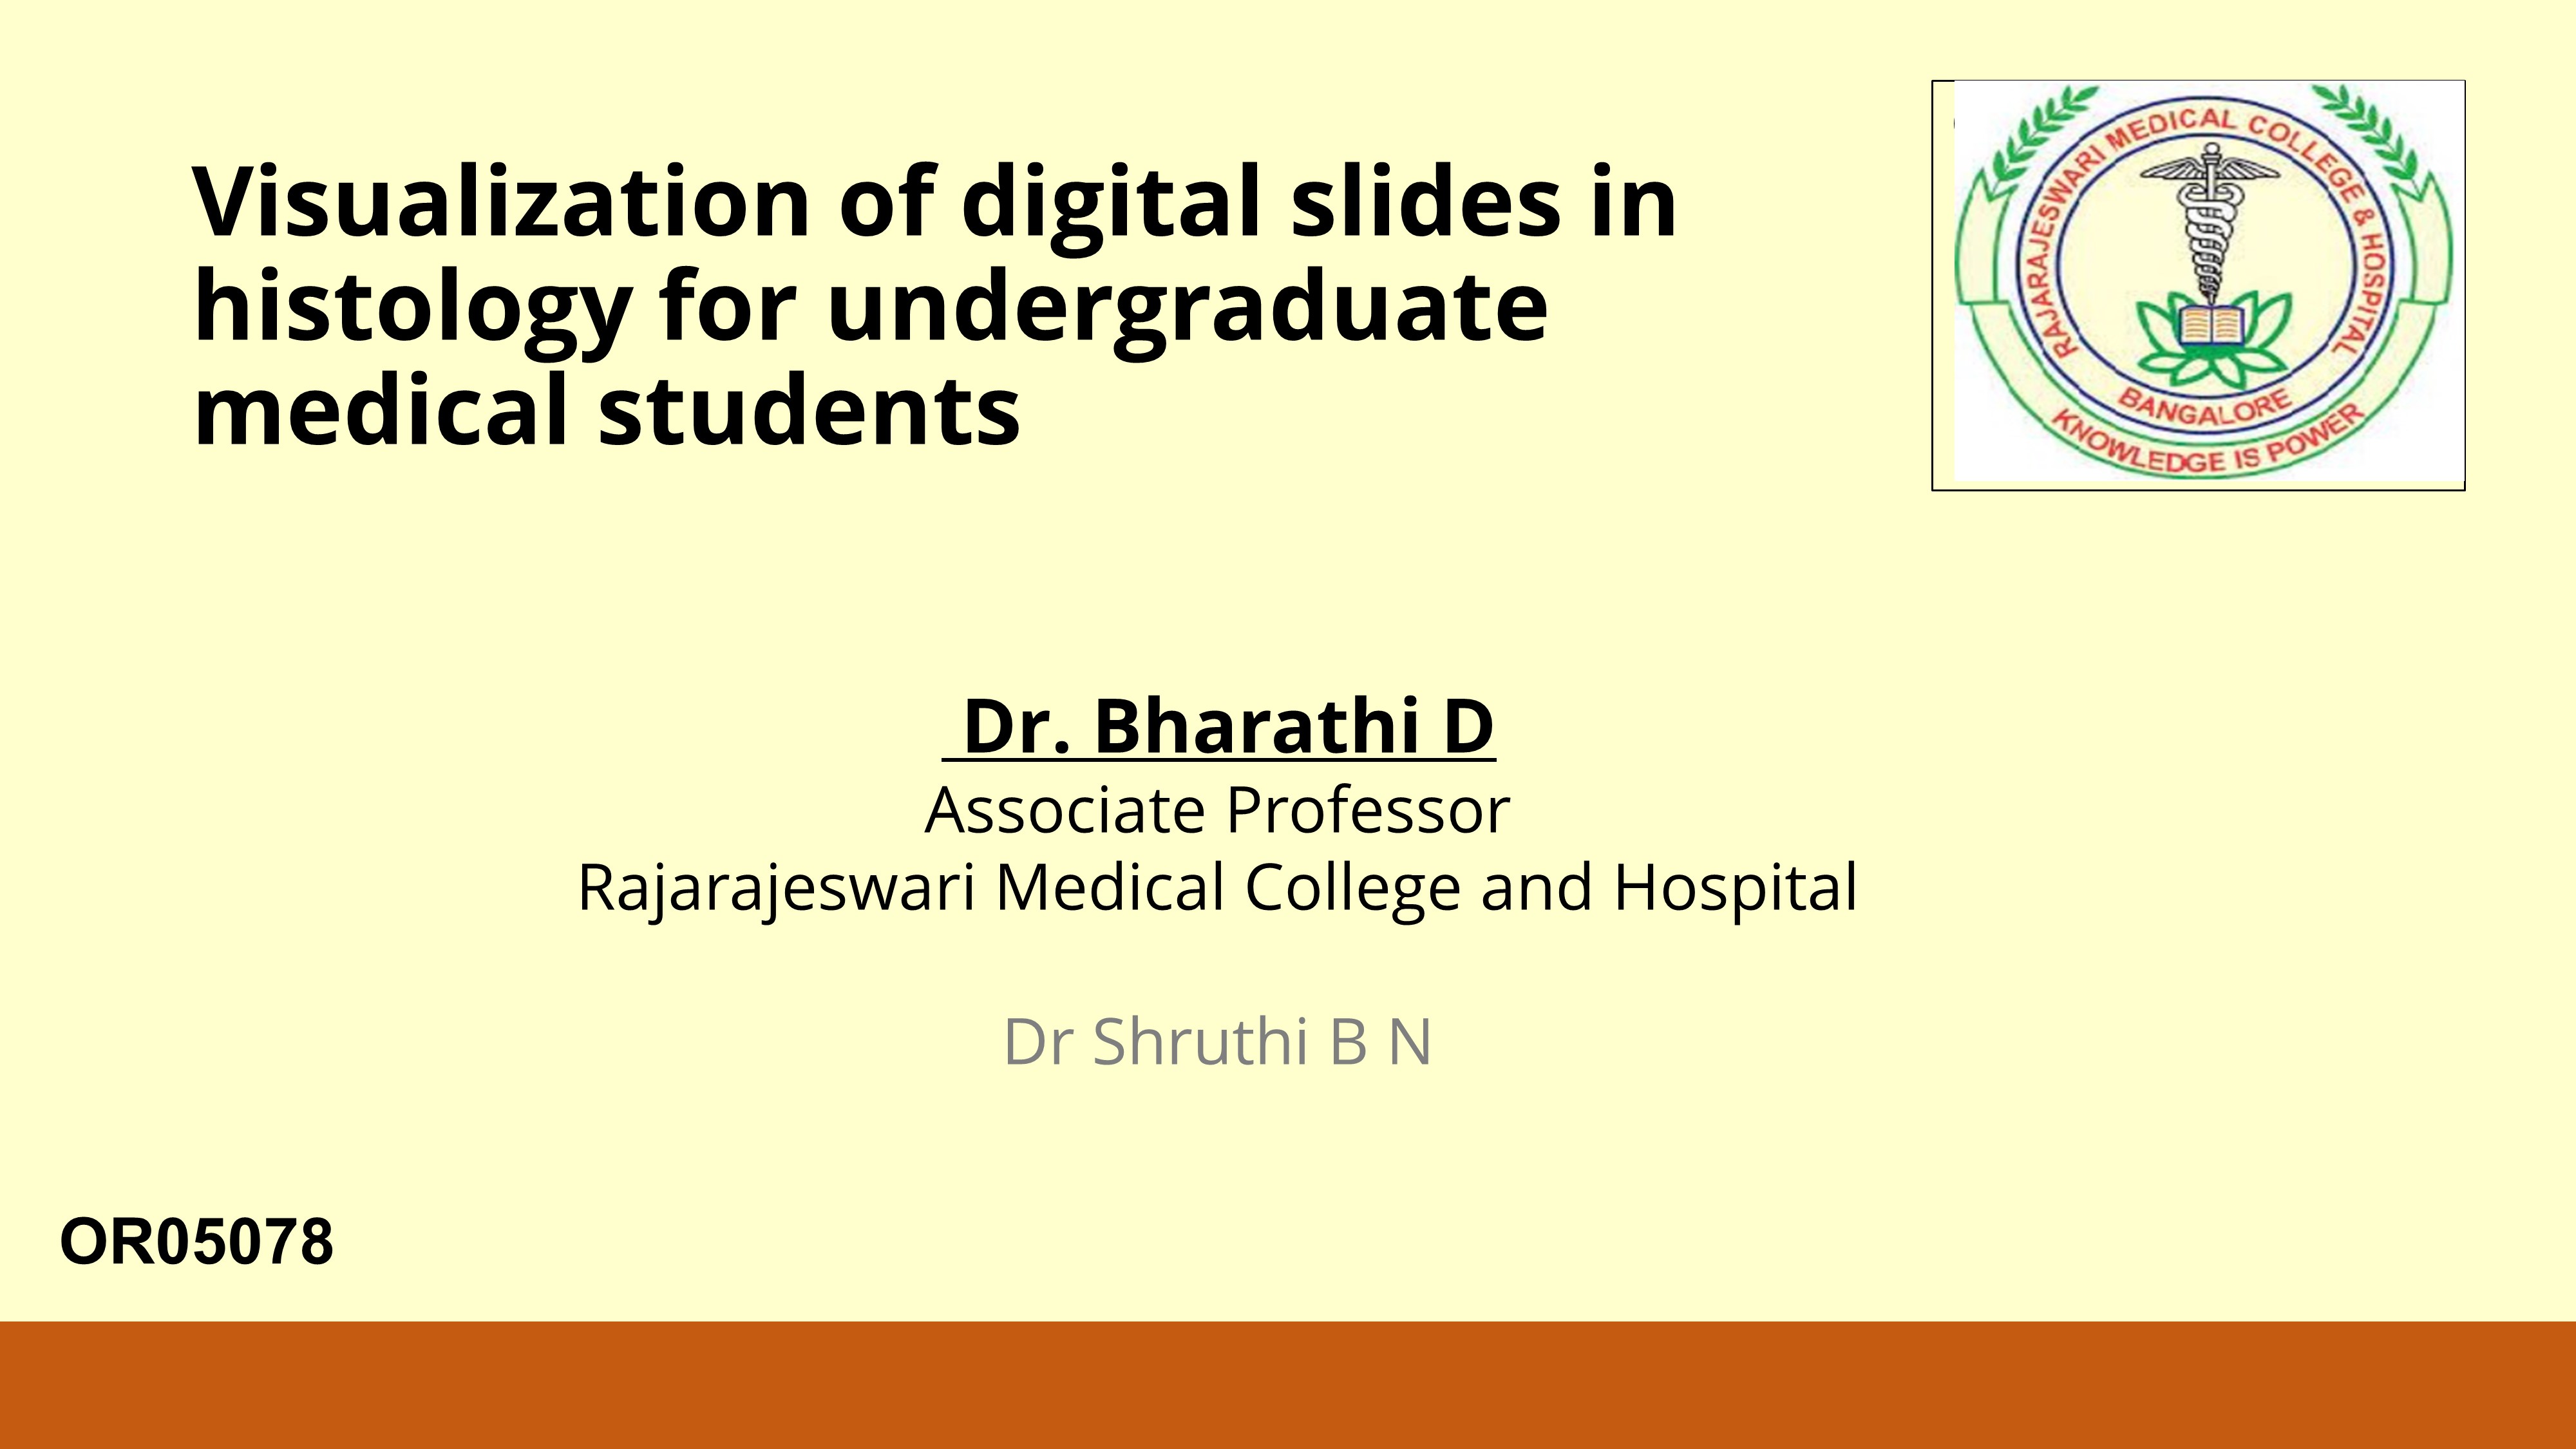 Visualization of digital slides in
histology for undergraduate
medical students
RAJARAJESWARI MEDICAL COLLEGE & HOSPITAL
BANGALORE
KNOWLEDGE IS POWER
Dr. Bharathi D
Associate Professor
Rajarajeswari Medical College and Hospital
Dr Shruthi B N
OR05078